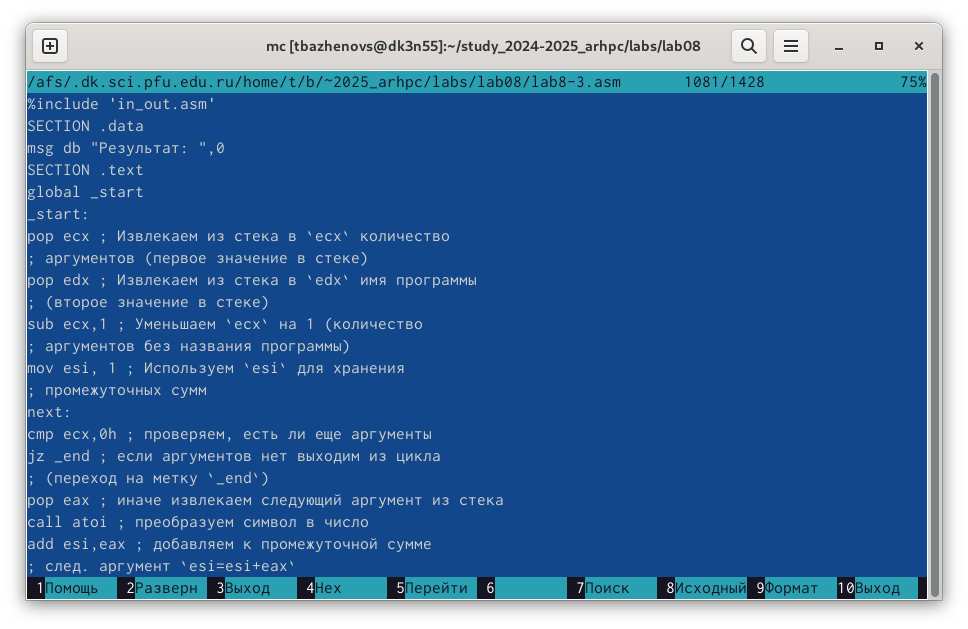 mc [tbazhenovs@dk3n55]:~/study_2024-2025_arhpc/labs/lab08
/afs/.dk.sci.pfu.edu.ru/home/t/b/~2025_arhpc/labs/lab08/lab8-3.asm 1081/1428 75%
%include 'in_out.asm'
SECTION .data
msg db "Результат: ",0
SECTION .text
global _start
_start:
pop ecx ; Извлекаем из стека в `ecx` количество
; аргументов (первое значение в стеке)
pop edx ; Извлекаем из стека в `edx` имя программы
; (второе значение в стеке)
sub ecx,1 ; Уменьшаем `ecx` на 1 (количество
; аргументов без названия программы)
mov esi, 1 ; Используем `esi` для хранения
; промежуточных сумм
next:
cmp ecx,0h ; проверяем, есть ли еще аргументы
jz _end ; если аргументов нет выходим из цикла
; (переход на метку `_end`)
pop eax ; иначе извлекаем следующий аргумент из стека
call atoi ; преобразуем символ в число
add esi,eax ; добавляем к промежуточной сумме
; след. аргумент `esi=esi+eax`
1Помощь 2Разверн 3Выход 4Hex 5Перейти 6 7Поиск 8Исходный 9Формат 10Выход